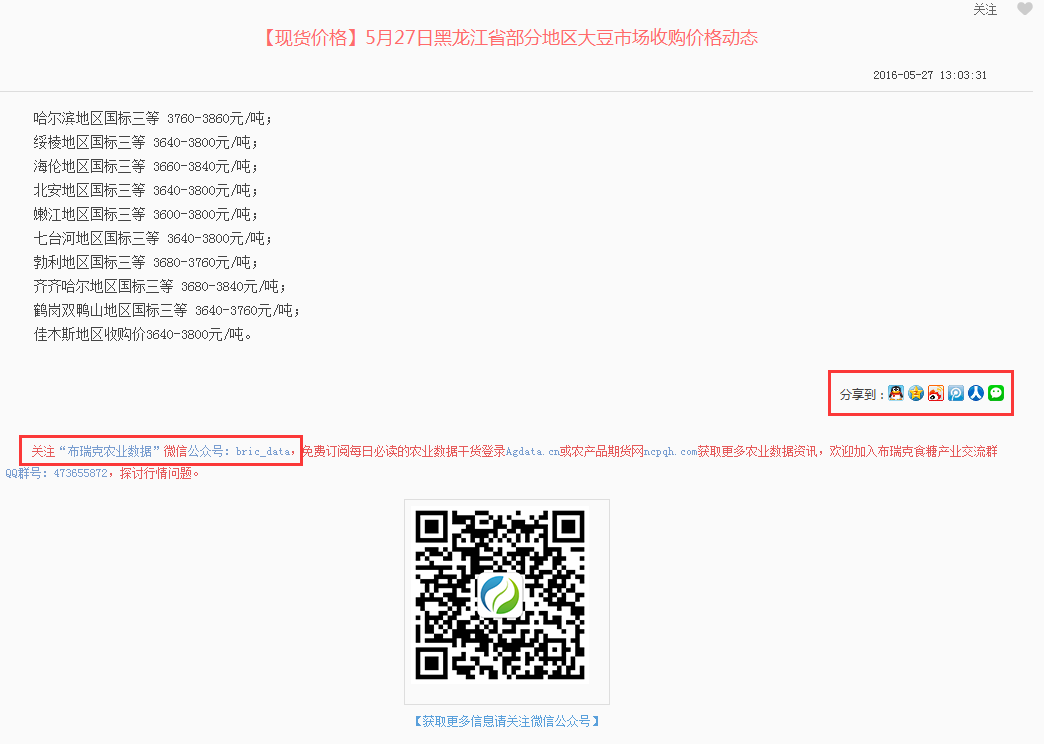 关注
【现货价格】5月27日黑龙江省部分地区大豆市场收购价格动态
2016-05-27 13:03:31
哈尔滨地区国标三等 3760-3860元/吨;
绥棱地区国标三等 3640-3800元/吨;
海伦地区国标三等 3660-3840元/吨;
北安地区国标三等 3640-3800元/吨;
嫩江地区国标三等 3600-3800元/吨;
七台河地区国标三等 3640-3800元/吨;
勃利地区国标三等 3680-3760元/吨;
齐齐哈尔地区国标三等 3680-3840元/吨;
鹤岗双鸭山地区国标三等 3640-3760元/吨;
佳木斯地区收购价3640-3800元/吨。
分享到：
关注“布瑞克农业数据”微信公众号：bric_data，免费订阅每日必读的农业数据干货登录Agdata.cn或农产品期货网ncpqh.com获取更多农业数据资讯，欢迎加入布瑞克食糖产业交流群
QQ群号：473655872，探讨行情问题。
【获取更多信息请关注微信公众号】